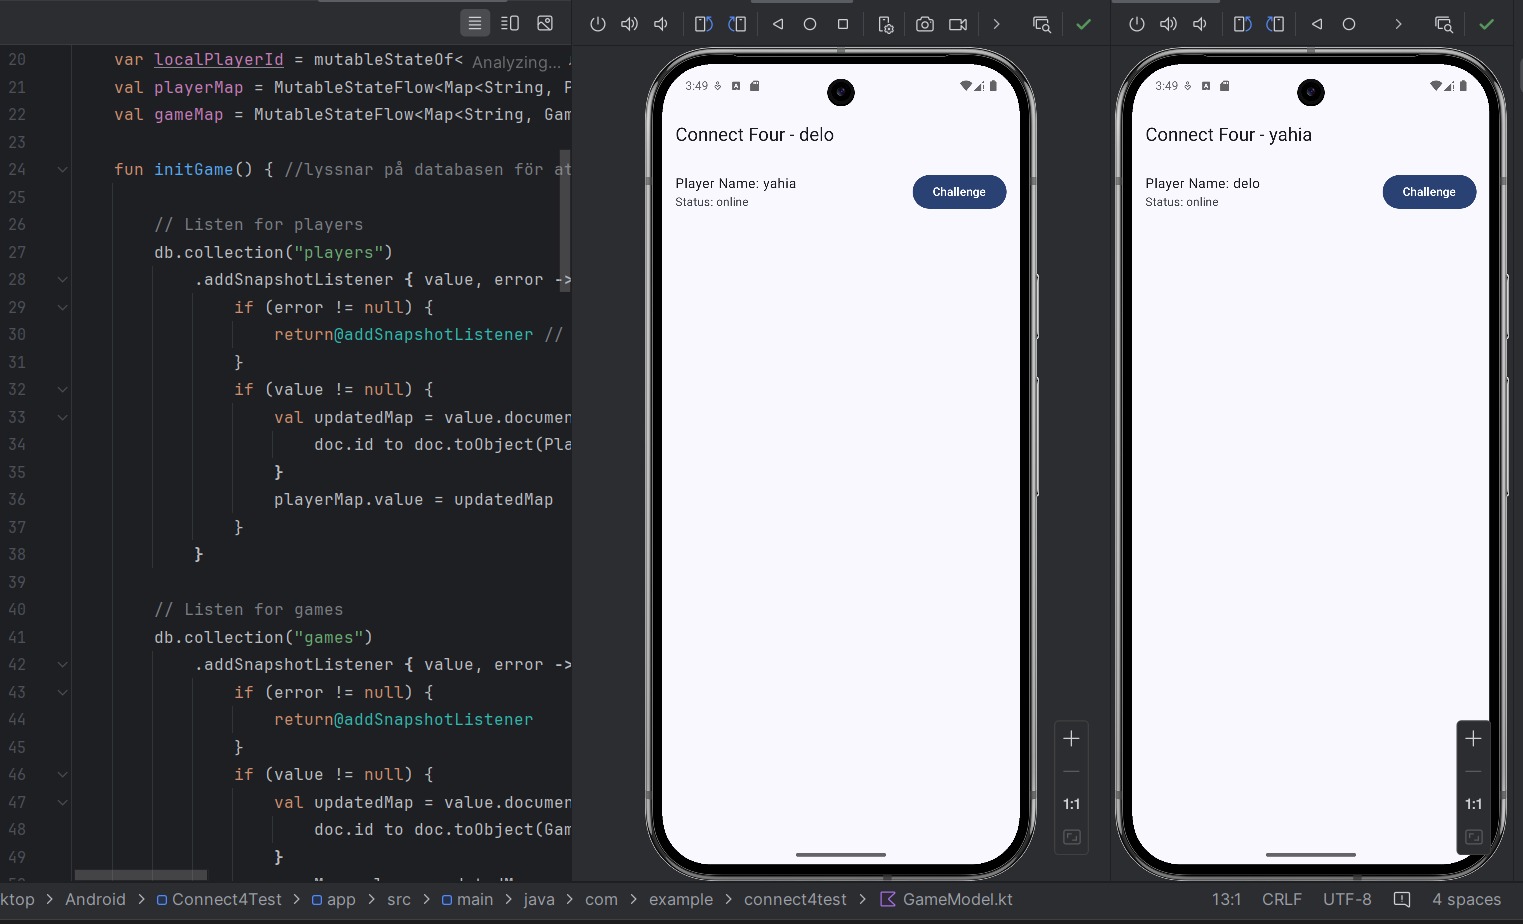 20 var localPlayerId = mutableStateOf< Analyzing...
21 val playerMap = MutableStateFlow<Map<String, P
22 val gameMap = MutableStateFlow<Map<String, Gam
23
24 fun initGame() { //lyssnar på databasen för at
25
26 // Listen for players
27 db.collection("players")
28 .addSnapshotListener { value, error ->
29 if (error != null) {
30 return@addSnapshotListener //
31 }
32 if (value != null) {
33 val updatedMap = value.documen
34 doc.id to doc.toObject(Pla
35 }
36 playerMap.value = updatedMap
37 }
38 }
39
40 // Listen for games
41 db.collection("games")
42 .addSnapshotListener { value, error ->
43 if (error != null) {
44 return@addSnapshotListener
45 }
46 if (value != null) {
47 val updatedMap = value.documen
48 doc.id to doc.toObject(Gam
49 }
3:49
Connect Four - delo
Player Name: yahia
Status: online
Challenge
1:1
3:49
Connect Four - yahia
Player Name: delo
Status: online
Challenge
1:1
ktop > Android > Connect4Test > app > src > main > java > com > example > connect4test > GameModel.kt 13:1 CRLF UTF-8 4 spaces